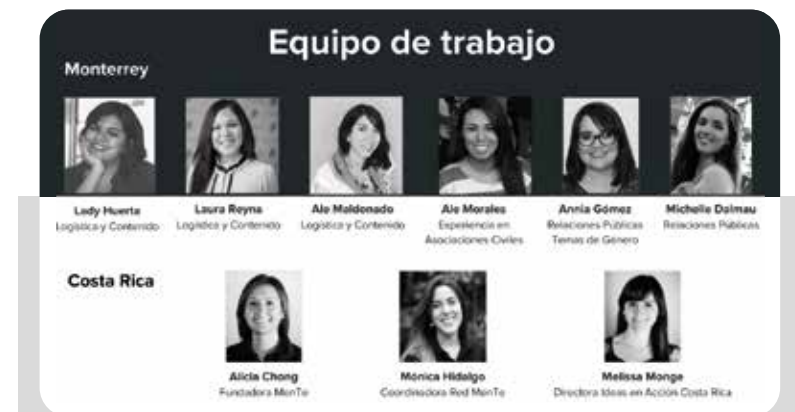 Equipo de trabajo
Monterrey
Lady Huerta
Logística y Contenido
Laura Reyna
Logística y Contenido
Ale Maldonado
Logística y Contenido
Ale Morales
Experiencia en
Asociaciones Civiles
Annia Gómez
Relaciones Públicas
Temas de Género
Michelle Dalmau
Relaciones Públicas
Costa Rica
Alicia Chong
Fundadora MenTe
Mónica Hidalgo
Coordinadora Red MenTe
Melissa Monge
Directora Ideas en Acción Costa Rica